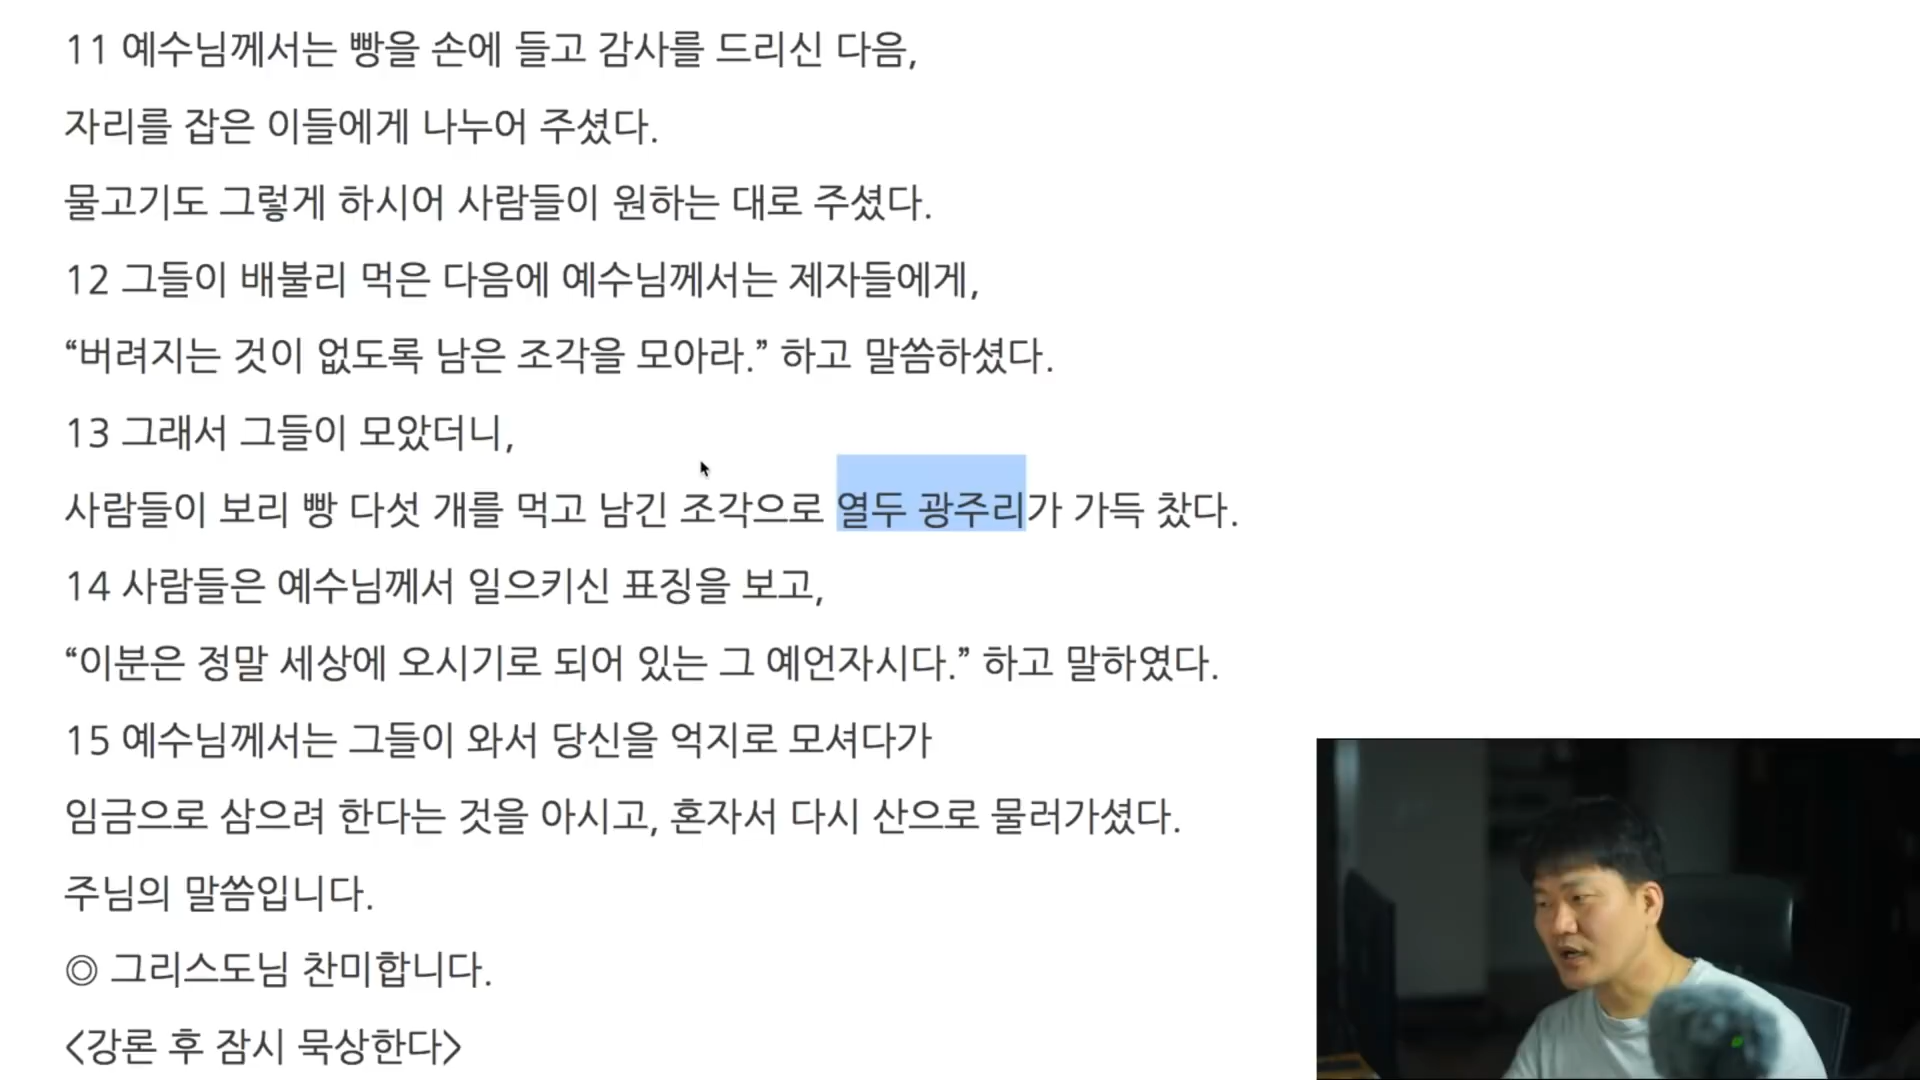 11 예수님께서는 빵을 손에 들고 감사를 드리신 다음,
자리를 잡은 이들에게 나누어 주셨다.
물고기도 그렇게 하시어 사람들이 원하는 대로 주셨다.
12 그들이 배불리 먹은 다음에 예수님께서는 제자들에게,
“버려지는 것이 없도록 남은 조각을 모아라.” 하고 말씀하셨다.
13 그래서 그들이 모았더니,
사람들이 보리 빵 다섯 개를 먹고 남긴 조각으로 열두 광주리가 가득 찼다.
14 사람들은 예수님께서 일으키신 표징을 보고,
“이분은 정말 세상에 오시기로 되어 있는 그 예언자시다.” 하고 말하였다.
15 예수님께서는 그들이 와서 당신을 억지로 모셔다가
임금으로 삼으려 한다는 것을 아시고, 혼자서 다시 산으로 물러가셨다.
주님의 말씀입니다.
◎ 그리스도님 찬미합니다.
<강론 후 잠시 묵상한다>